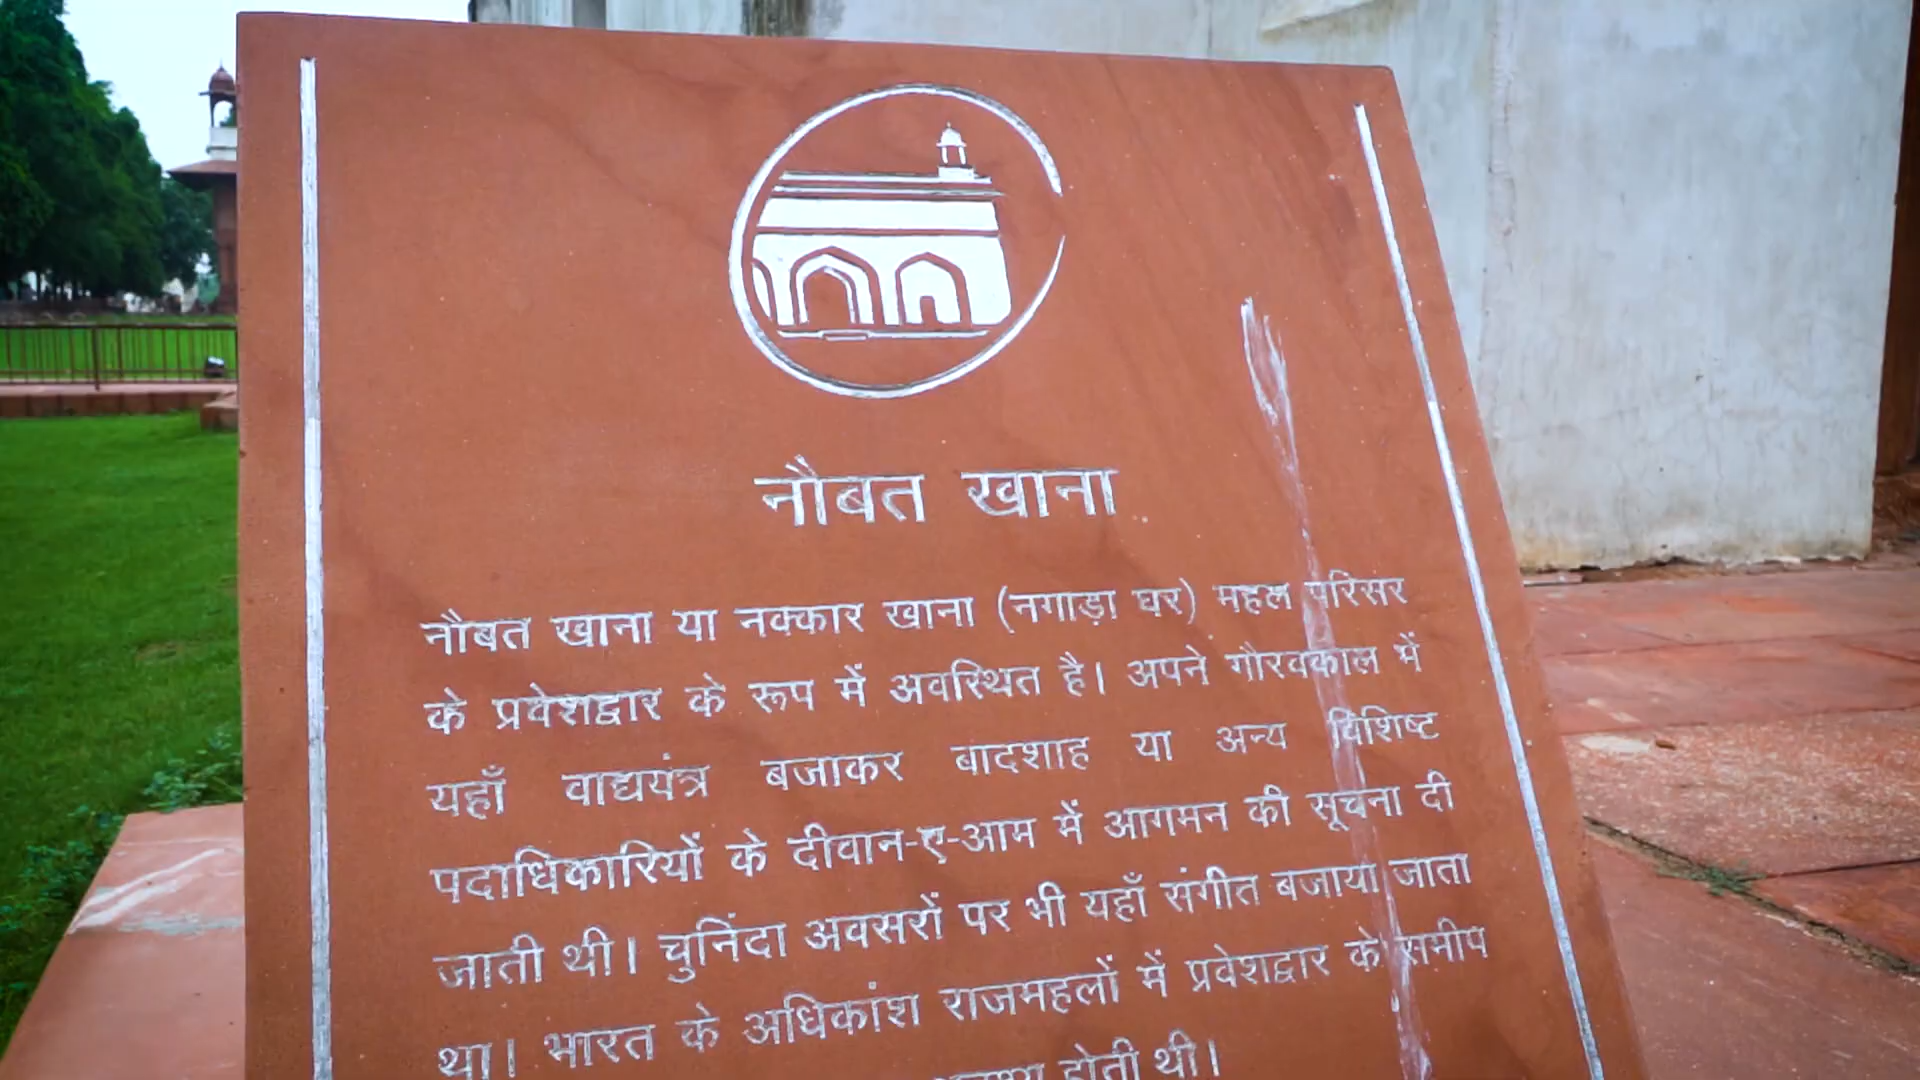 नौबत खाना
नौबत खाना या नक्कार खाना (नगाड़ा घर) महल परिसर
के प्रवेशद्वार के रूप में अवस्थित है। अपने गौरवकाल में
यहाँ वाद्ययंत्र बजाकर बादशाह या अन्य विशिष्ट
पदाधिकारियों के दीवान-ए-आम में आगमन की सूचना दी
जाती थी। चुनिंदा अवसरों पर भी यहाँ संगीत बजाया जाता
था। भारत के अधिकांश राजमहलों में प्रवेशद्वार के समीप
होती थी।